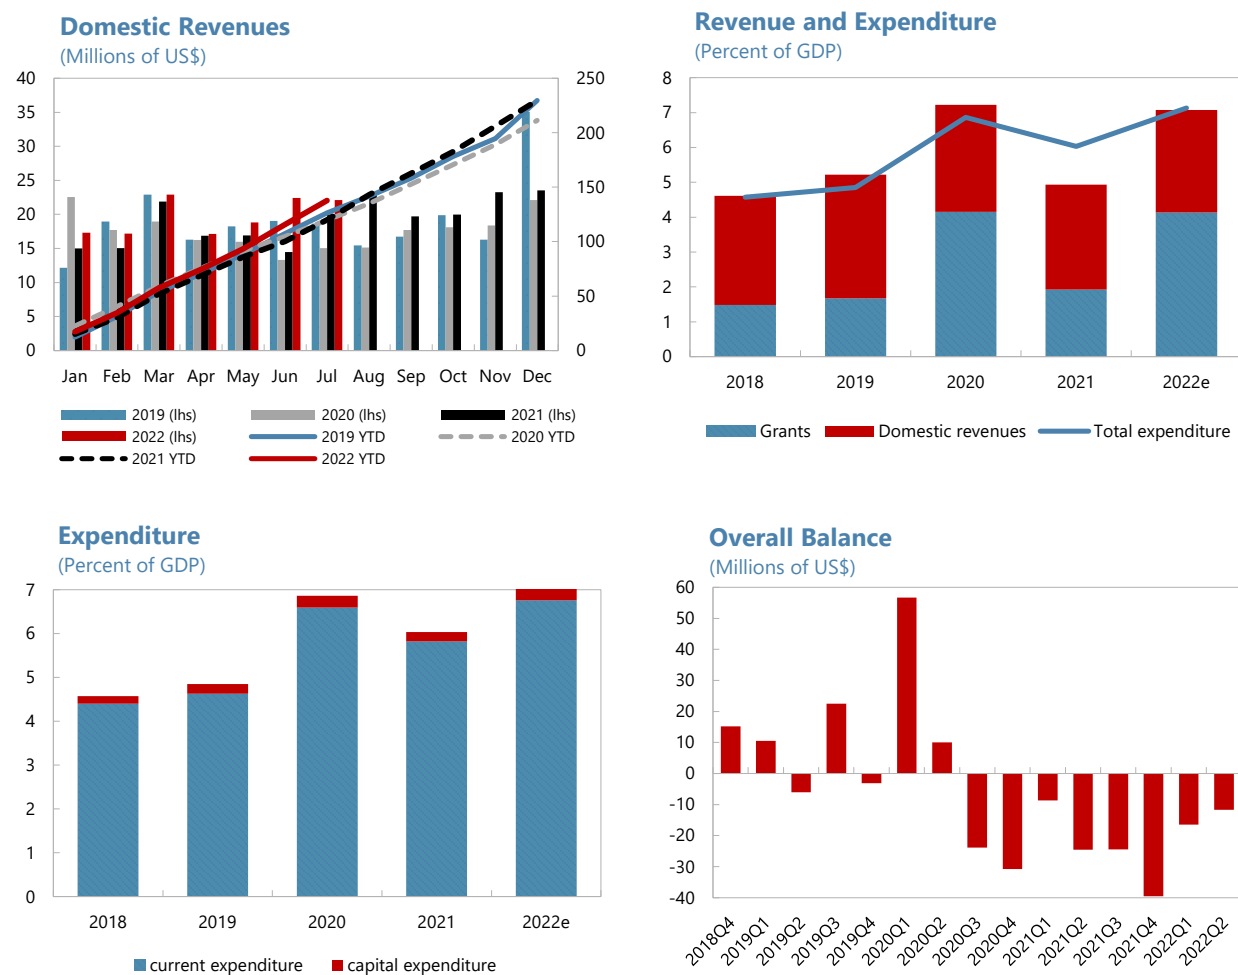 Domestic Revenues
(Millions of US$)
40
35
30
25
20
15
10
5
0
250
200
150
100
50
0
Jan Feb Mar Apr May Jun Jul Aug Sep Oct Nov Dec
2019 (lhs) 2020 (lhs) 2021 (lhs)
2022 (lhs) 2019 YTD 2020 YTD
2021 YTD 2022 YTD
Revenue and Expenditure
(Percent of GDP)
8
7
6
5
4
3
2
1
0
2018 2019 2020 2021 2022e
Grants Domestic revenues Total expenditure
Expenditure
(Percent of GDP)
7
6
5
4
3
2
1
0
2018 2019 2020 2021 2022e
current expenditure capital expenditure
Overall Balance
(Millions of US$)
60
50
40
30
20
10
0
-10
-20
-30
-40
2018Q4 2019Q1 2019Q2 2019Q3 2019Q4 2020Q1 2020Q2 2020Q3 2020Q4 2021Q1 2021Q2 2021Q3 2021Q4 2022Q1 2022Q2